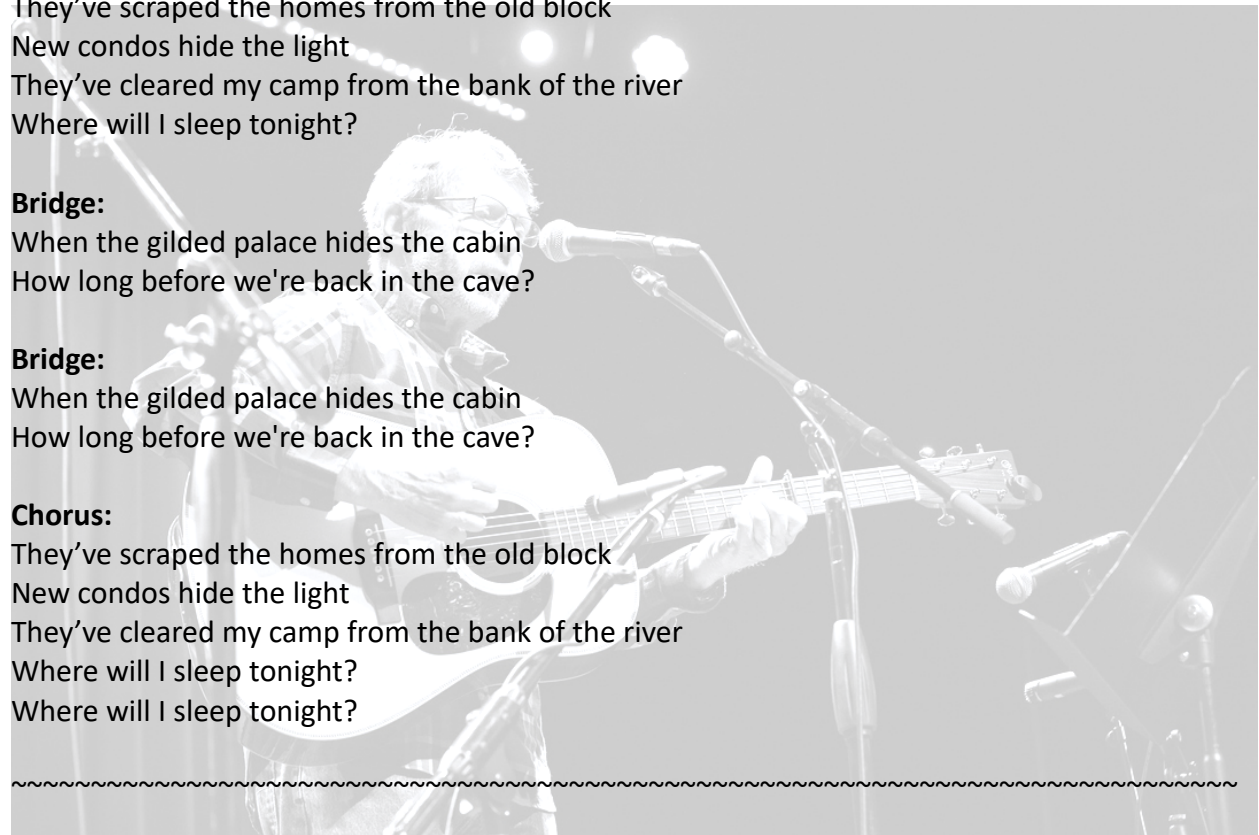 They’ve scraped the homes from the old block
New condos hide the light
They’ve cleared my camp from the bank of the river
Where will I sleep tonight?
Bridge:
When the gilded palace hides the cabin
How long before we're back in the cave?
Bridge:
When the gilded palace hides the cabin
How long before we're back in the cave?
Chorus:
They’ve scraped the homes from the old block
New condos hide the light
They’ve cleared my camp from the bank of the river
Where will I sleep tonight?
Where will I sleep tonight?
~~~~~~~~~~~~~~~~~~~~~~~~~~~~~~~~~~~~~~~~~~~~~~~~~~~~~~~~~~~~~~~~~~~~~~~~~~~~~